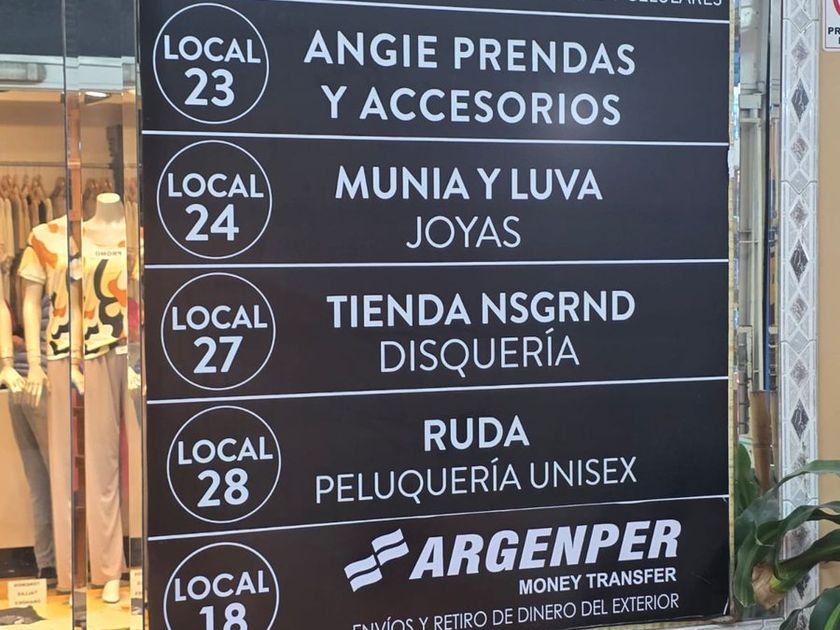 CELULARES
LOCAL
23
ANGIE PRENDAS
Y ACCESORIOS
LOCAL
24
MUNIA Y LUVA
JOYAS
LOCAL
27
TIENDA NSGRND
DISQUERÍA
LOCAL
28
RUDA
PELUQUERÍA UNISEX
LOCAL
18
ARGENPER
MONEY TRANSFER
ENVÍOS Y RETIRO DE DINERO DEL EXTERIOR